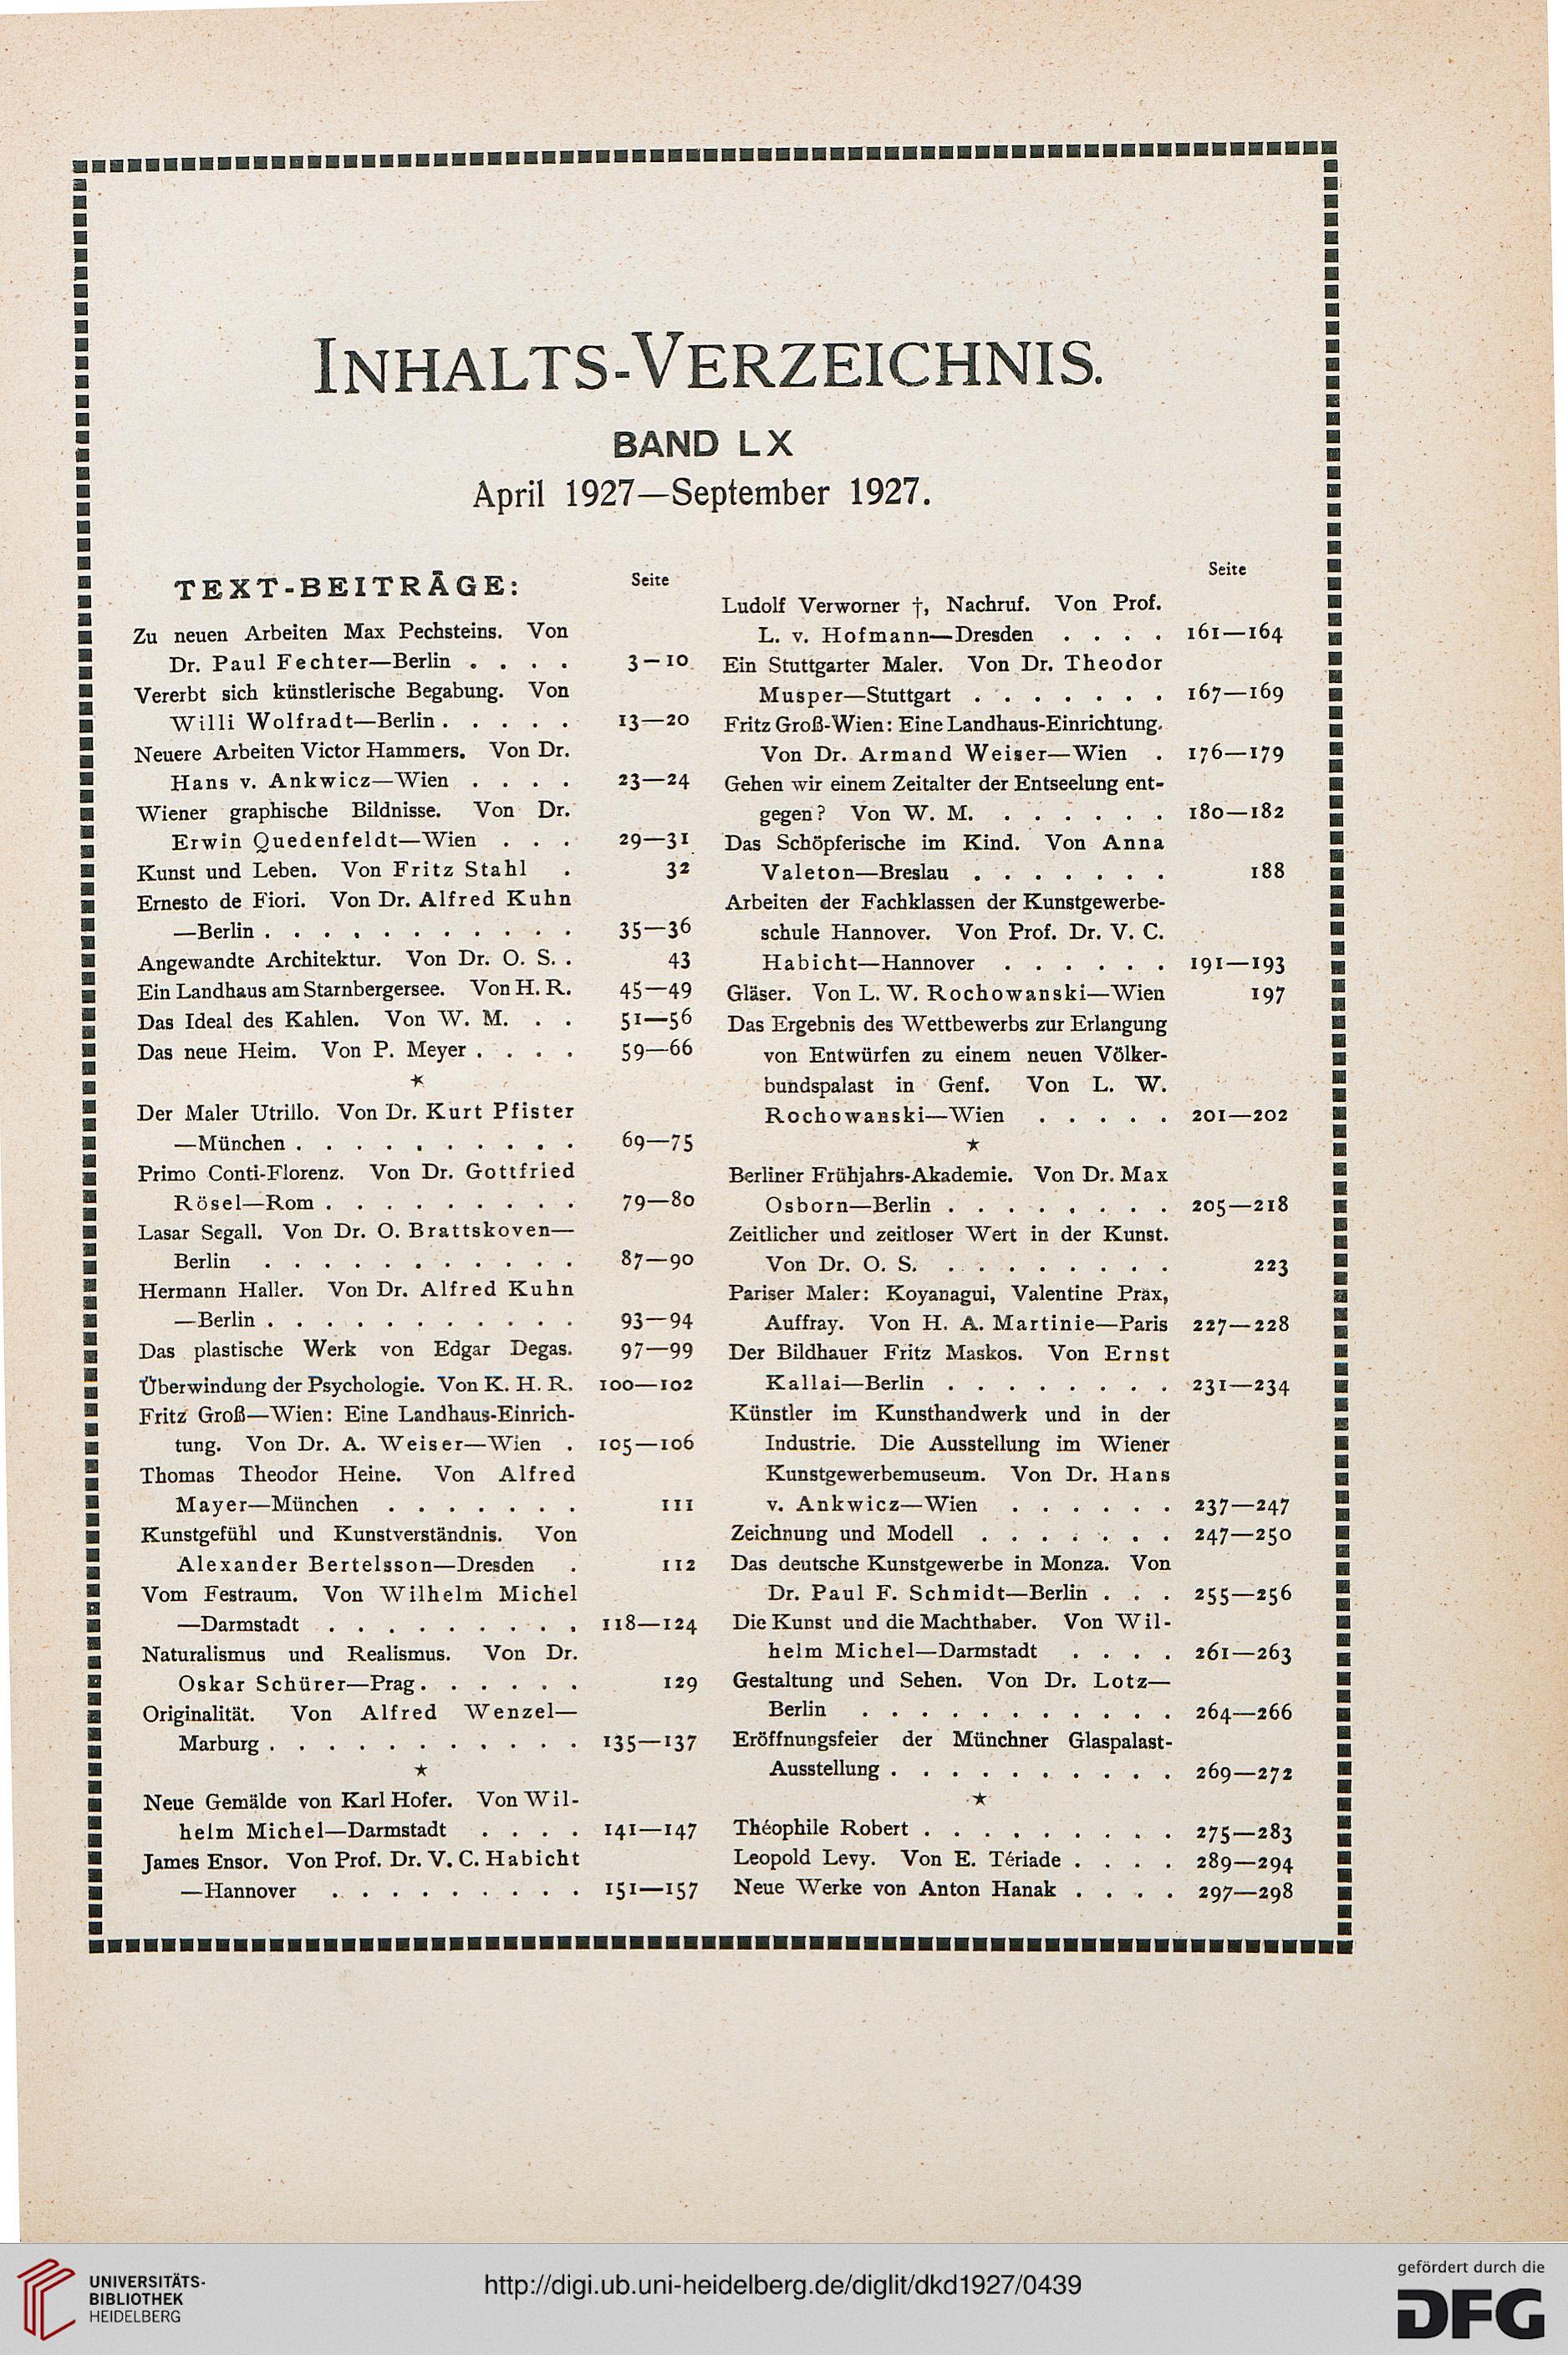 INHALTS-VERZEICHNIS.
BAND LX
April 1927—September 1927.
TEXT-BEITRÄGE: Seite
Zu neuen Arbeiten Max Pechsteins. Von
Dr. Paul Fechter—Berlin . . . . 3—10
Vererbt sich künstlerische Begabung. Von
Willi Wolfradt—Berlin . . . . . 13—20
Neuere Arbeiten Victor Hammers. Von Dr.
Hans v. Ankwicz—Wien . . . . 23—24
Wiener graphische Bildnisse. Von Dr.
Erwin Quedenfeldt—Wien . . . 29—31
Kunst und Leben. Von Fritz Stahl . 32
Ernesto de Fiori. Von Dr. Alfred Kuhn
—Berlin . . . . . . . . . . . 35—36
Angewandte Architektur. Von Dr. O. S. . 43
Ein Landhaus am Starnbergersee. Von H. R. 45—49
Das Ideal des Kahlen. Von W. M. . . 51—56
Das neue Heim. Von P. Meyer . . . . 59—66
★
Der Maler Utrillo. Von Dr. Kurt Pfister
—München . . . . . . . . . . 69—75
Primo Conti-Florenz. Von Dr. Gottfried
Rösel—Rom . . . . . . . . . 79—80
Lasar Segall. Von Dr. O. Brattskoven—
Berlin . . . . . . . . . . . 87—90
Hermann Haller. Von Dr. Alfred Kuhn
—Berlin . . . . . . . . . . . 93—94
Das plastische Werk von Edgar Degas. 97—99
Überwindung der Psychologie. Von K. H. R. 100—102
Fritz Groß—Wien: Eine Landhaus-Einrich-
tung. Von Dr. A. Weiser—Wien . 105—106
Thomas Theodor Heine. Von Alfred
Mayer—München . . . . . . . 111
Kunstgefühl und Kunstverständnis. Von
Alexander Bertelsson—Dresden . 112
Vom Festraum. Von Wilhelm Michel
—Darmstadt . . . . . . . . . 118—124
Naturalismus und Realismus. Von Dr.
Oskar Schürer—Prag . . . . . . 129
Originalität. Von Alfred Wenzel—
Marburg . . . . . . . . . . . 135—137
★
Neue Gemälde von Karl Hofer. Von Wil-
helm Michel—Darmstadt . . . . 141—147
James Ensor. Von Prof. Dr. V. C. Habicht
—Hannover . . . . . . . . . 151—157
Seite
Ludolf Verworner †, Nachruf. Von Prof.
L. v. Hofmann—Dresden . . . . 161—164
Ein Stuttgarter Maler. Von Dr. Theodor
Musper—Stuttgart . . . . . . . 167—169
Fritz Groß-Wien: Eine Landhaus-Einrichtung.
Von Dr. Armand Weiser—Wien . 176—179
Gehen wir einem Zeitalter der Entseelung ent-
gegen? Von W. M. . . . . . . 180—182
Das Schöpferische im Kind. Von Anna
Valeton—Breslau . . . . . . . 188
Arbeiten der Fachklassen der Kunstgewerbe-
schule Hannover. Von Prof. Dr. V. C.
Habicht—Hannover . . . . . . 191—193
Gläser. Von L. W. Rochowanski—Wien 197
Das Ergebnis des Wettbewerbs zur Erlangung
von Entwürfen zu einem neuen Völker-
bundspalast in Genf. Von L. W.
Rochowanski—Wien . . . . . 201—202
★
Berliner Frühjahrs-Akademie. Von Dr. Max
Osborn—Berlin . . . . . . . . 205—218
Zeitlicher und zeitloser Wert in der Kunst.
Von Dr. O. S. . . . . . . . . 223
Pariser Maler: Koyanagui, Valentine Prax,
Auffray. Von H. A. Martinie—Paris 227—228
Der Bildhauer Fritz Maskos. Von Ernst
Kallai—Berlin . . . . . . . . 231—234
Künstler im Kunsthandwerk und in der
Industrie. Die Ausstellung im Wiener
Kunstgewerbemuseum. Von Dr. Hans
v. Ankwicz—Wien . . . . . . 237—247
Zeichnung und Modell . . . . . . . 247—250
Das deutsche Kunstgewerbe in Monza. Von
Dr. Paul F. Schmidt—Berlin . . . 255—256
Die Kunst und die Machthaber. Von Wil-
helm Michel—Darmstadt . . . . 261—263
Gestaltung und Sehen. Von Dr. Lotz—
Berlin . . . . . . . . . . . 264—266
Eröffnungsfeier der Münchner Glaspalast-
Ausstellung . . . . . . . . . . 269—272
★
Théophile Robert . . . . . . . . . 275—283
Leopold Levy. Von E. Tériade . . . . 289—294
Neue Werke von Anton Hanak . . . . 297—298
UNIVERSITÄTS-
BIBLIOTHEK
HEIDELBERG
http://digi.ub.uni-heidelberg.de/diglit/dkd1927/0439
gefördert durch die
DFG